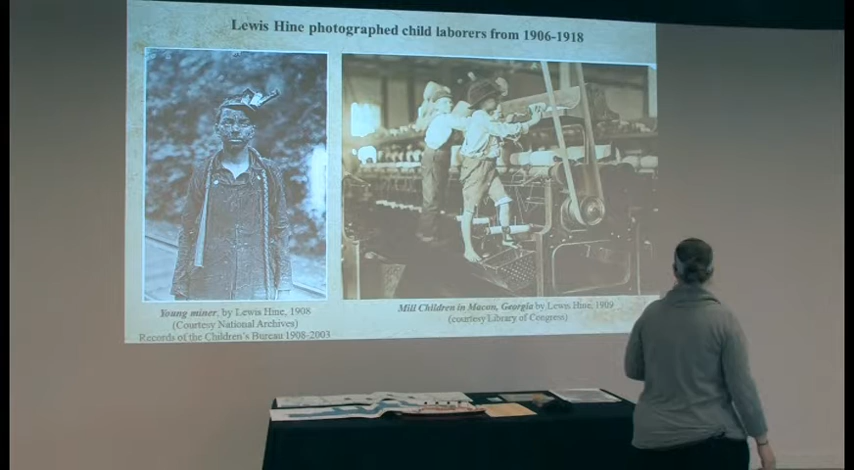 Lewis Hine photographed child laborers from 1906-1918
Young miner, by Lewis Hine, 1908
(Courtesy National Archives)
Records of the Children's Bureau 1908-2003
Mill Children in Macon, Georgia by Lewis Hine, 1909
(courtesy Library of Congress)